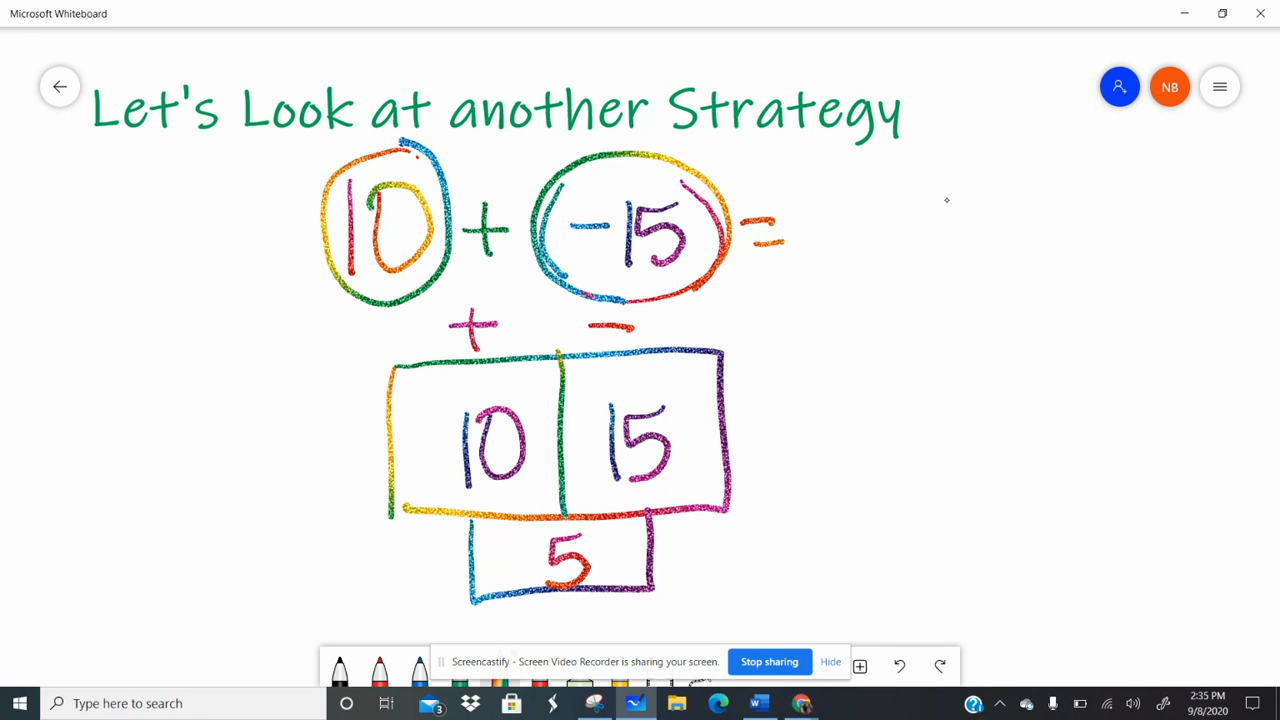 Microsoft Whiteboard
Let's Look at another Strategy
NB
10 + (-15) =
+ -
10 15
5
Screencastify - Screen Video Recorder is sharing your screen. Stop sharing Hide
Type here to search
3
2:35 PM
9/8/2020